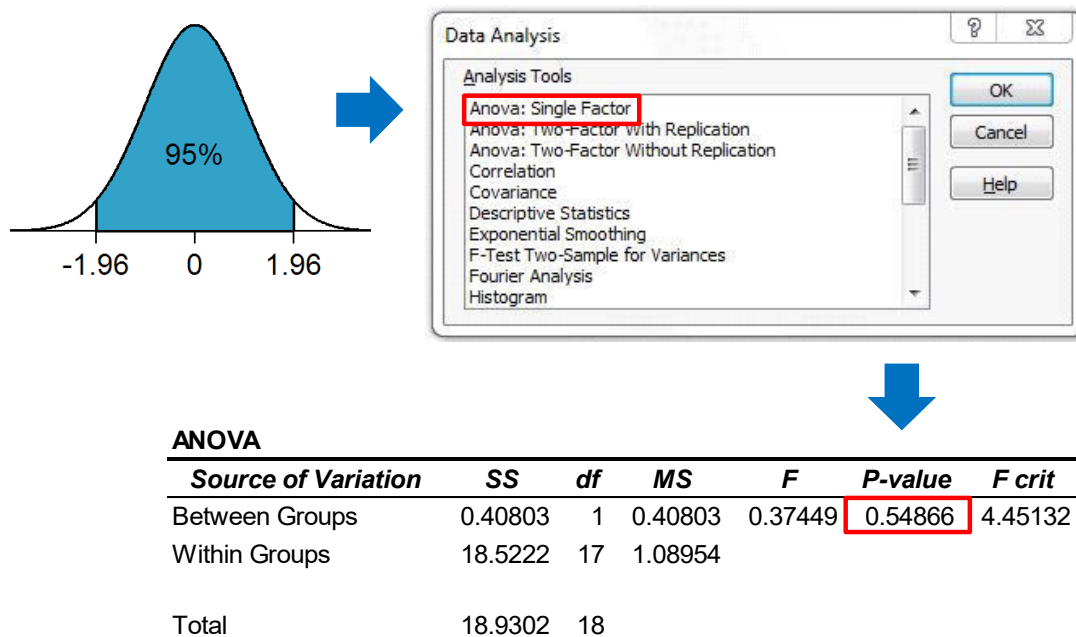 95%
-1.96 0 1.96
Data Analysis
Analysis Tools
Anova: Single Factor
Anova: Two-Factor With Replication
Anova: Two-Factor Without Replication
Correlation
Covariance
Descriptive Statistics
Exponential Smoothing
F-Test Two-Sample for Variances
Fourier Analysis
Histogram
OK
Cancel
Help
ANOVA
Source of Variation SS df MS F P-value F crit
Between Groups 0.40803 1 0.40803 0.37449 0.54866 4.45132
Within Groups 18.5222 17 1.08954
Total 18.9302 18